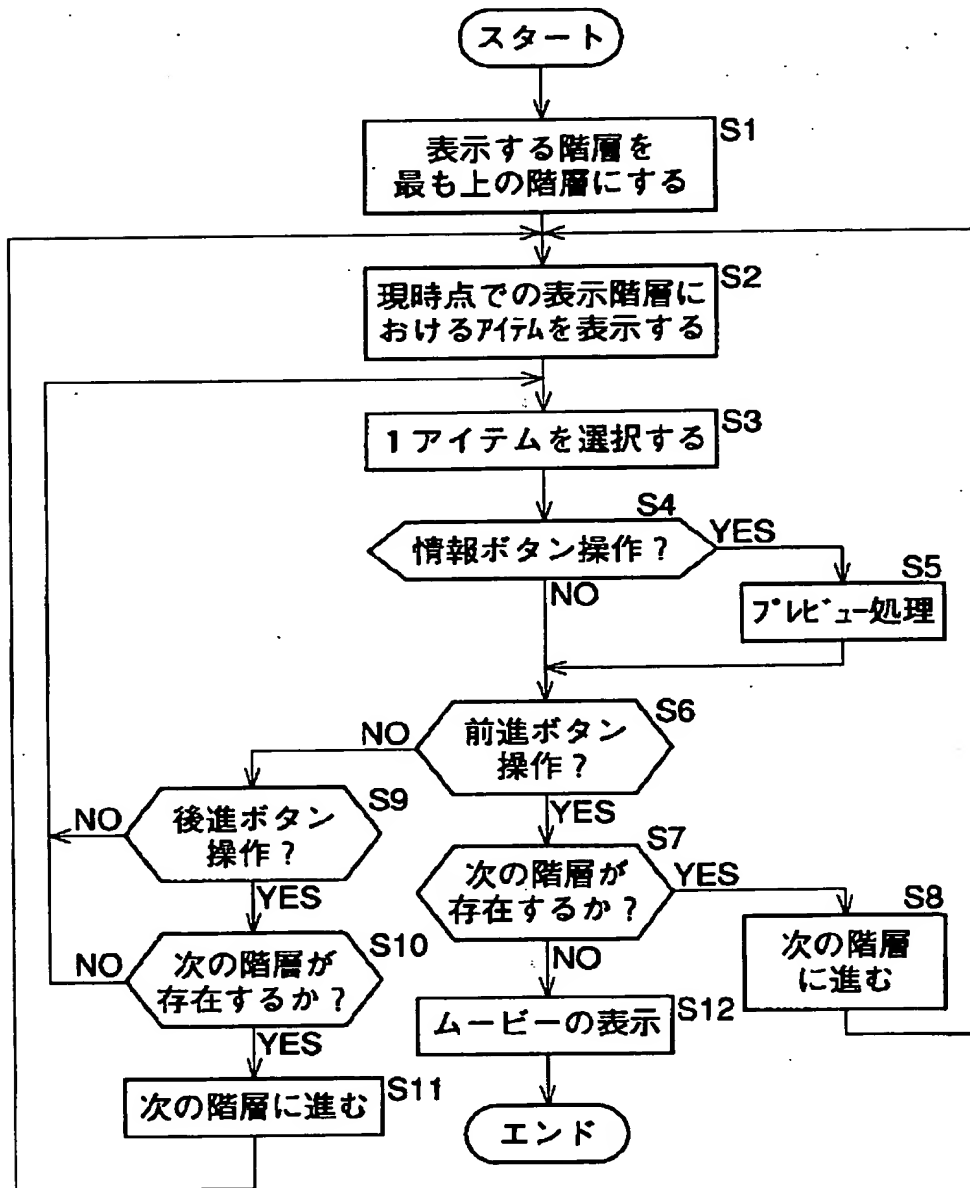 スタート
S1
表示する階層を
最も上の階層にする
S2
現時点での表示階層に
おけるアイテムを表示する
S3
1アイテムを選択する
S4
情報ボタン操作？
YES
NO
S5
プレビュー処理
S6
前進ボタン
操作？
NO
YES
S9
後進ボタン
操作？
NO
YES
S7
次の階層が
存在するか？
YES
NO
S8
次の階層
に進む
S10
次の階層が
存在するか？
NO
YES
S12
ムービーの表示
S11
次の階層に進む
エンド